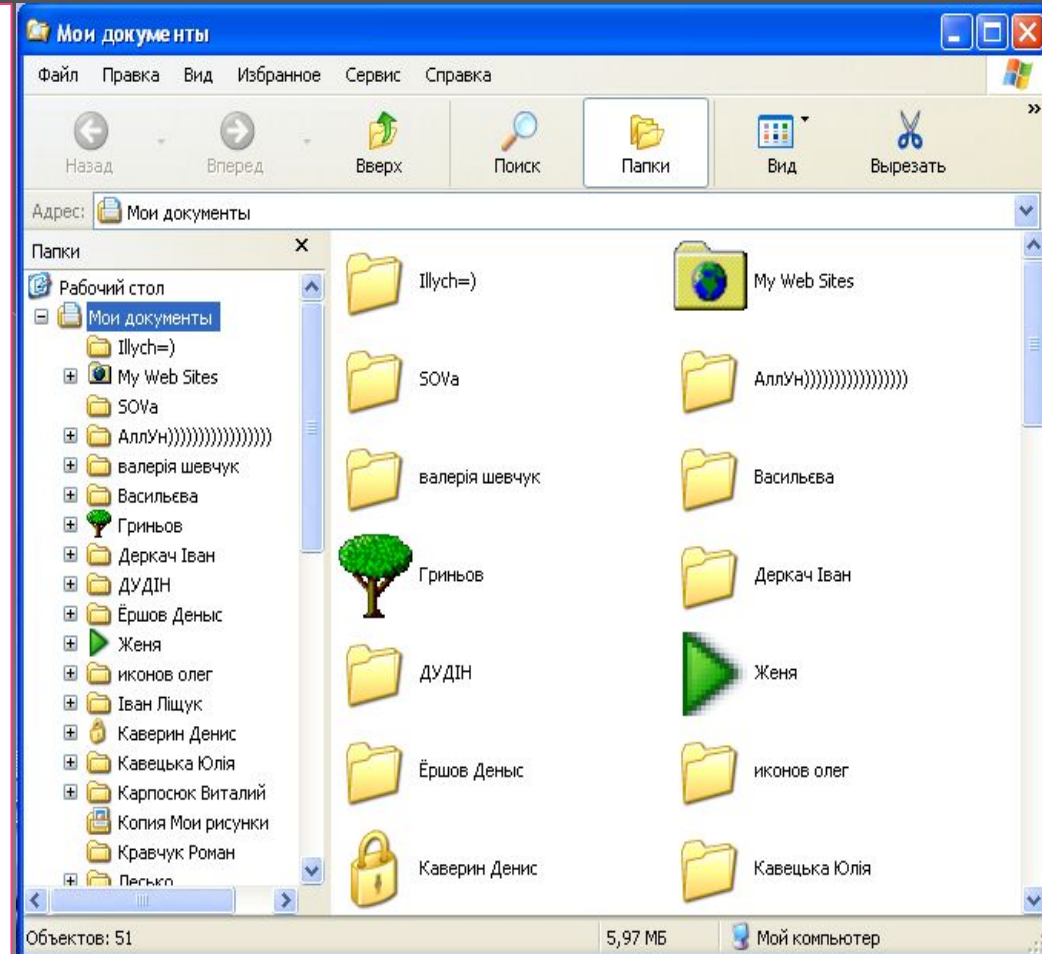 Мои документы
Файл Правка Вид Избранное Сервис Справка
Назад Вперед Вверх Поиск Папки Вид Вырезать »
Адрес: Мои документы
Папки
Рабочий стол
Мои документы
Illych=)
My Web Sites
SOVa
АллУн)))))))))))))))))
валерія шевчук
Васильєва
Гриньов
Деркач Іван
ДУДІН
Ёршов Деныс
Женя
иконов олег
Іван Ліщук
Каверин Денис
Кавецька Юлія
Карпосюк Виталий
Копия Мои рисунки
Кравчук Роман
Лесько
Illych=) My Web Sites
SOVa АллУн)))))))))))))))))
валерія шевчук Васильєва
Гриньов Деркач Іван
ДУДІН Женя
Ёршов Деныс иконов олег
Каверин Денис Кавецька Юлія
Объектов: 51 5,97 МБ Мой компьютер